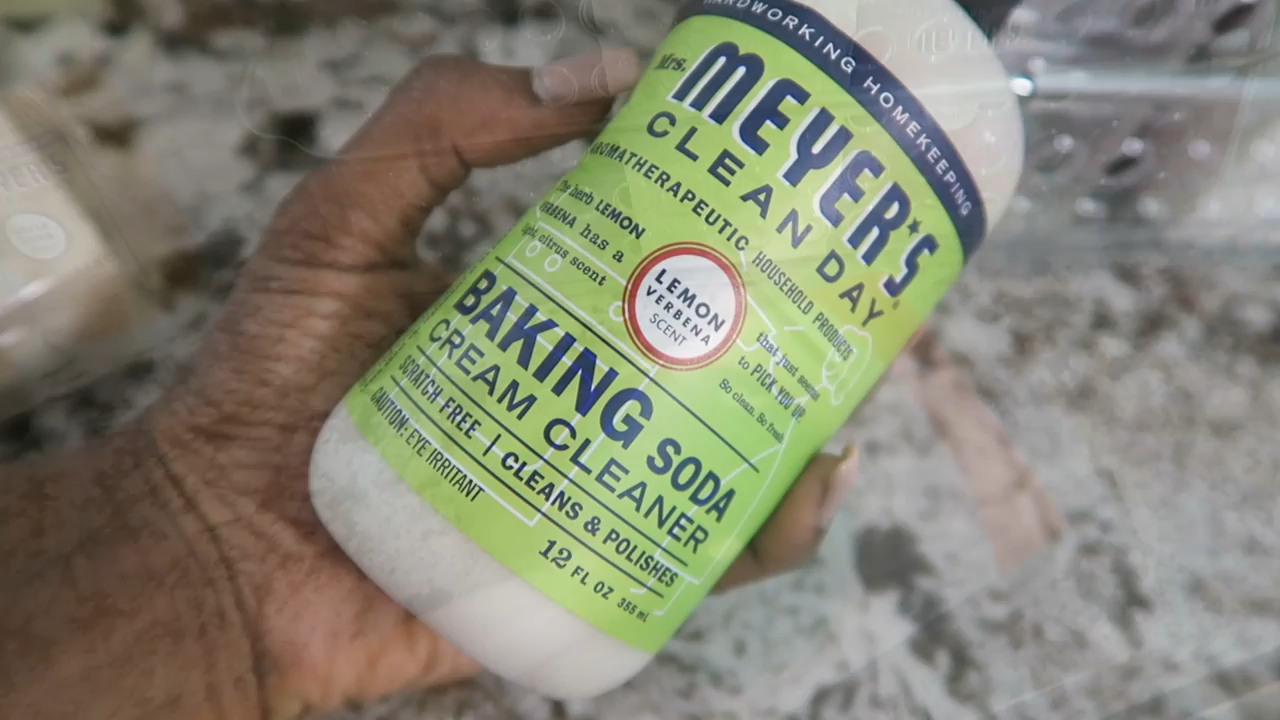 HARDWORKING HOMEKEEPING
Mrs.
MEYER'S
CLEAN DAY
AROMATHERAPEUTIC HOUSEHOLD PRODUCTS
the herb LEMON
VERBENA has a
light, citrus scent
LEMON
VERBENA
SCENT
that just seems
to PICK YOU UP.
So clean. So fresh
BAKING SODA
CREAM CLEANER
SCRATCH FREE | CLEANS & POLISHES
CAUTION: EYE IRRITANT
12 FL OZ 355 ml